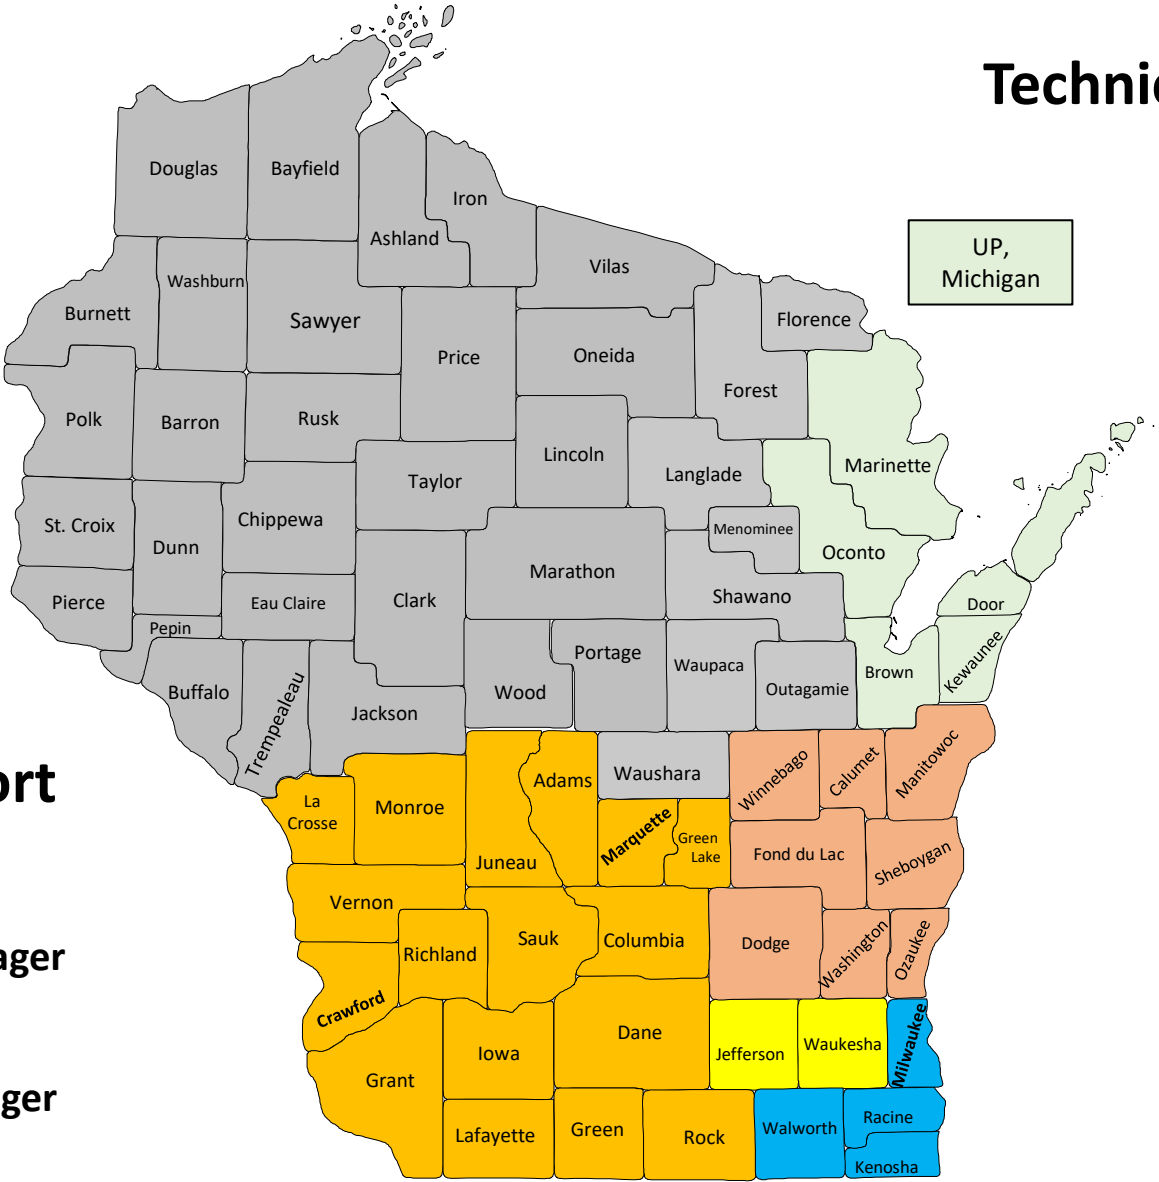 Technic
UP,
Michigan
Douglas
Bayfield
Iron
Ashland
Vilas
Washburn
Burnett
Sawyer
Florence
Price
Oneida
Forest
Polk
Barron
Rusk
Lincoln
Marinette
Langlade
Taylor
St. Croix
Chippewa
Menominee
Dunn
Oconto
Marathon
Pierce
Eau Claire
Clark
Shawano
Door
Pepin
Portage
Waupaca
Brown
Kewaunee
Buffalo
Wood
Outagamie
Trempealeau
Jackson
ort
Adams
Waushara
Winnebago
Calumet
Manitowoc
La
Crosse
Monroe
Marquette
Green
Lake
Juneau
Fond du Lac
Sheboygan
Vernon
Sauk
Columbia
Dodge
Washington
Ozaukee
ager
Richland
Crawford
Dane
Iowa
Jefferson
Waukesha
Milwaukee
Grant
ger
Lafayette
Green
Rock
Walworth
Racine
Kenosha